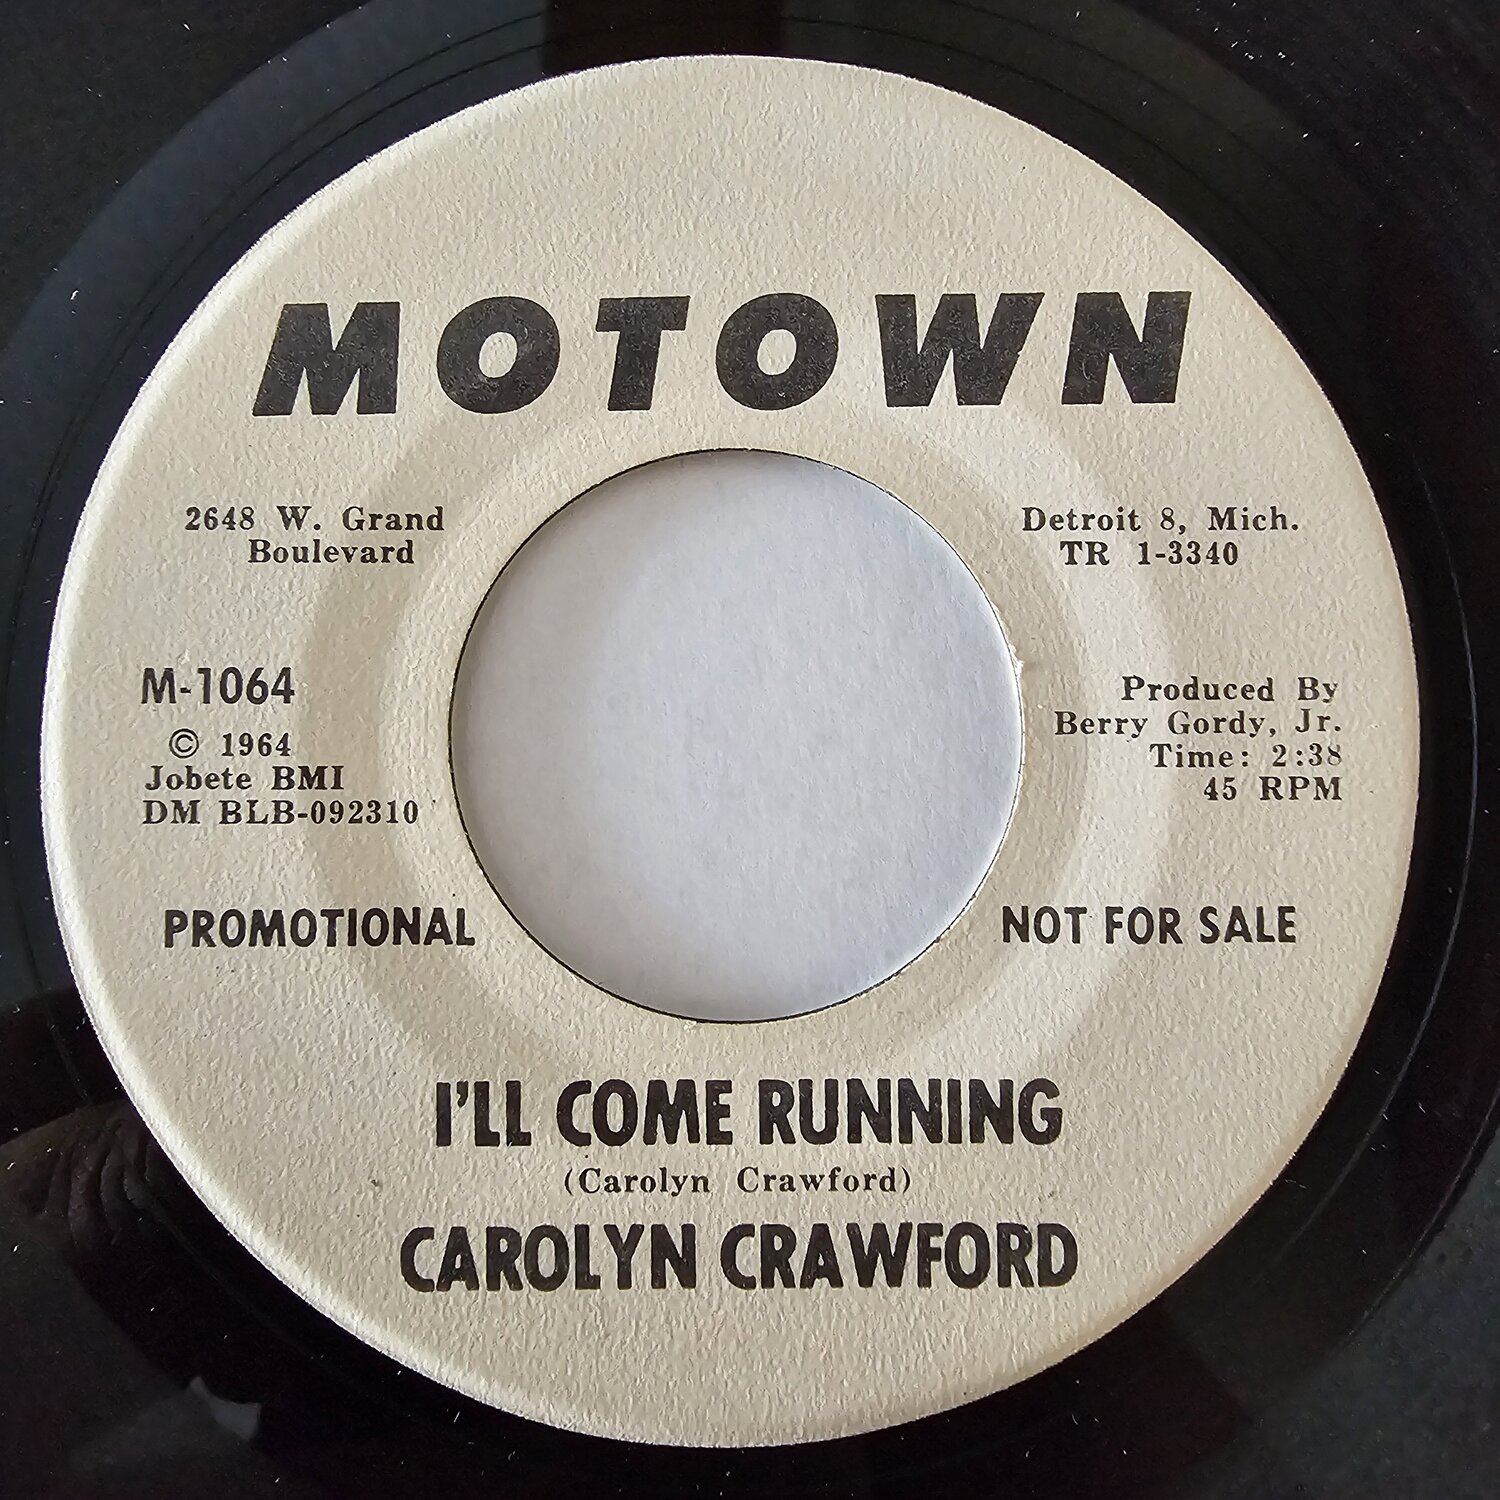 MOTOWN
2648 W. Grand
Boulevard
Detroit 8, Mich.
TR 1-3340
M-1064
© 1964
Jobete BMI
DM BLB-092310
Produced By
Berry Gordy, Jr.
Time: 2:38
45 RPM
PROMOTIONAL
NOT FOR SALE
I'LL COME RUNNING
(Carolyn Crawford)
CAROLYN CRAWFORD